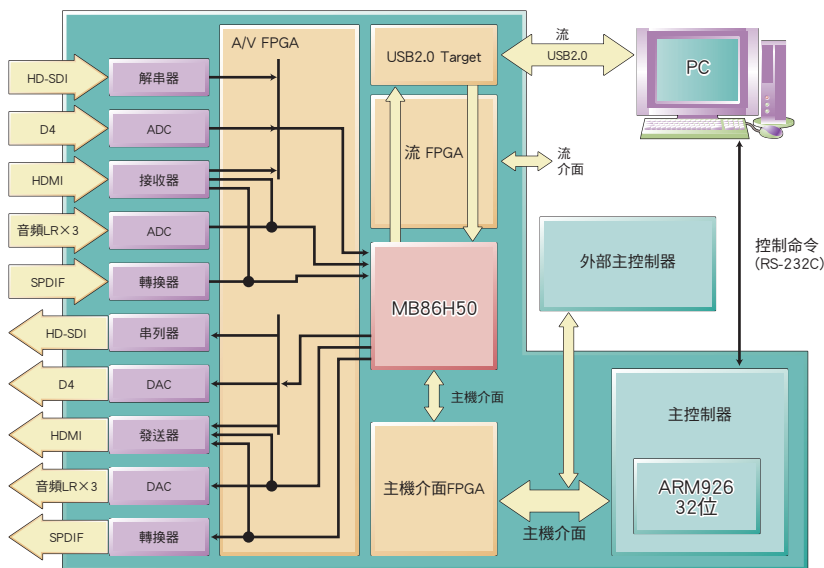 A/V FPGA
HD-SDI
解串器
D4
ADC
HDMI
接收器
音頻LR×3
ADC
SPDIF
轉換器
HD-SDI
串列器
D4
DAC
HDMI
發送器
音頻LR×3
DAC
SPDIF
轉換器
USB2.0 Target
流
USB2.0
PC
流 FPGA
流
介面
MB86H50
外部主控制器
控制命令
(RS-232C)
主機介面
主機介面FPGA
主機介面
主控制器
ARM926
32位